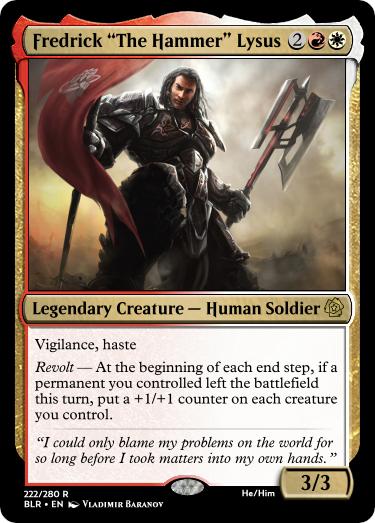 Fredrick “The Hammer” Lysus 2
Legendary Creature — Human Soldier
Vigilance, haste
Revolt — At the beginning of each end step, if a
permanent you controlled left the battlefield
this turn, put a +1/+1 counter on each creature
you control.
“I could only blame my problems on the world for
so long before I took matters into my own hands.”
3/3
222/280 R He/Him
BLR • EN Vladimir Baranov